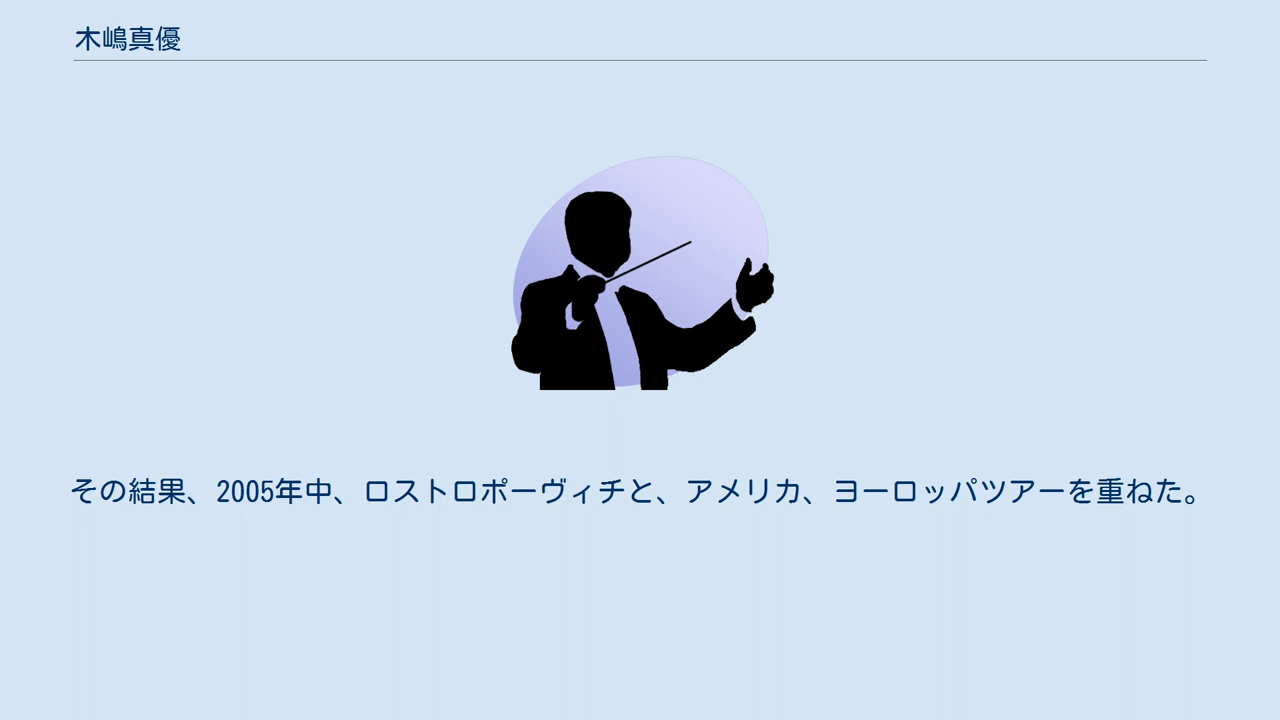 木嶋真優
その結果、2005年中、ロストロポーヴィチと、アメリカ、ヨーロッパツアーを重ねた。